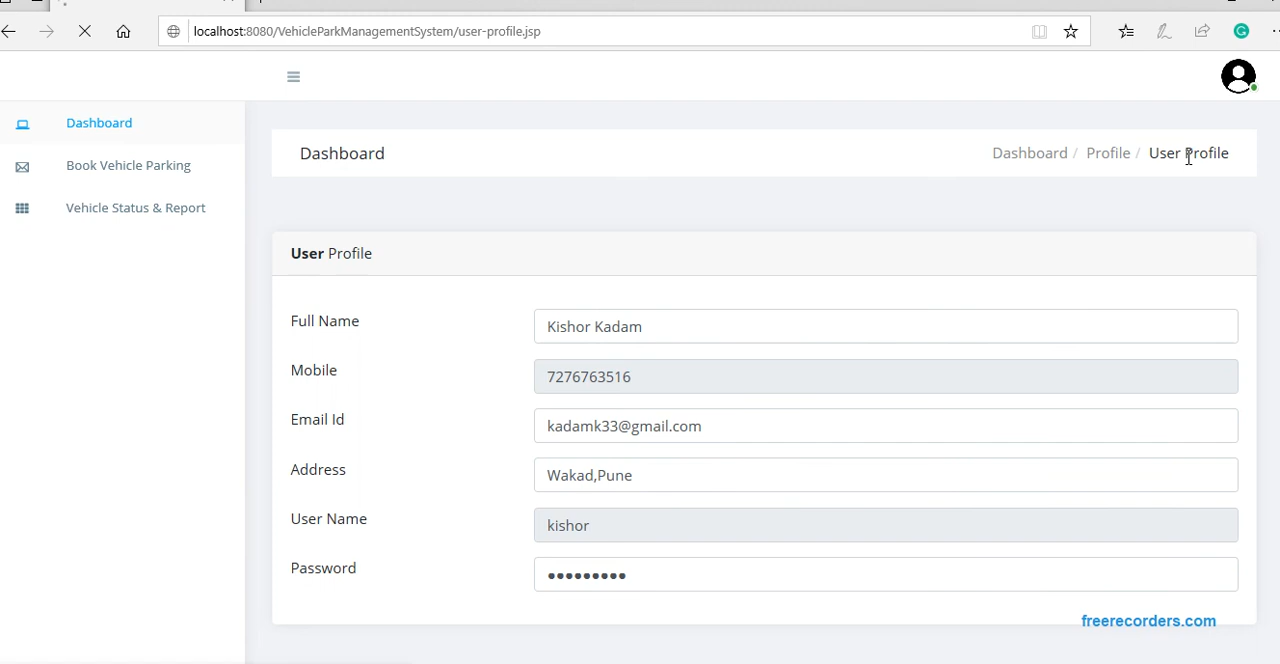 localhost:8080/VehicleParkManagementSystem/user-profile.jsp
G
Dashboard
Book Vehicle Parking
Vehicle Status & Report
Dashboard
Dashboard / Profile / User Profile
User Profile
Full Name
Kishor Kadam
Mobile
7276763516
Email Id
kadamk33@gmail.com
Address
Wakad,Pune
User Name
kishor
Password
•••••••••
freerecorders.com